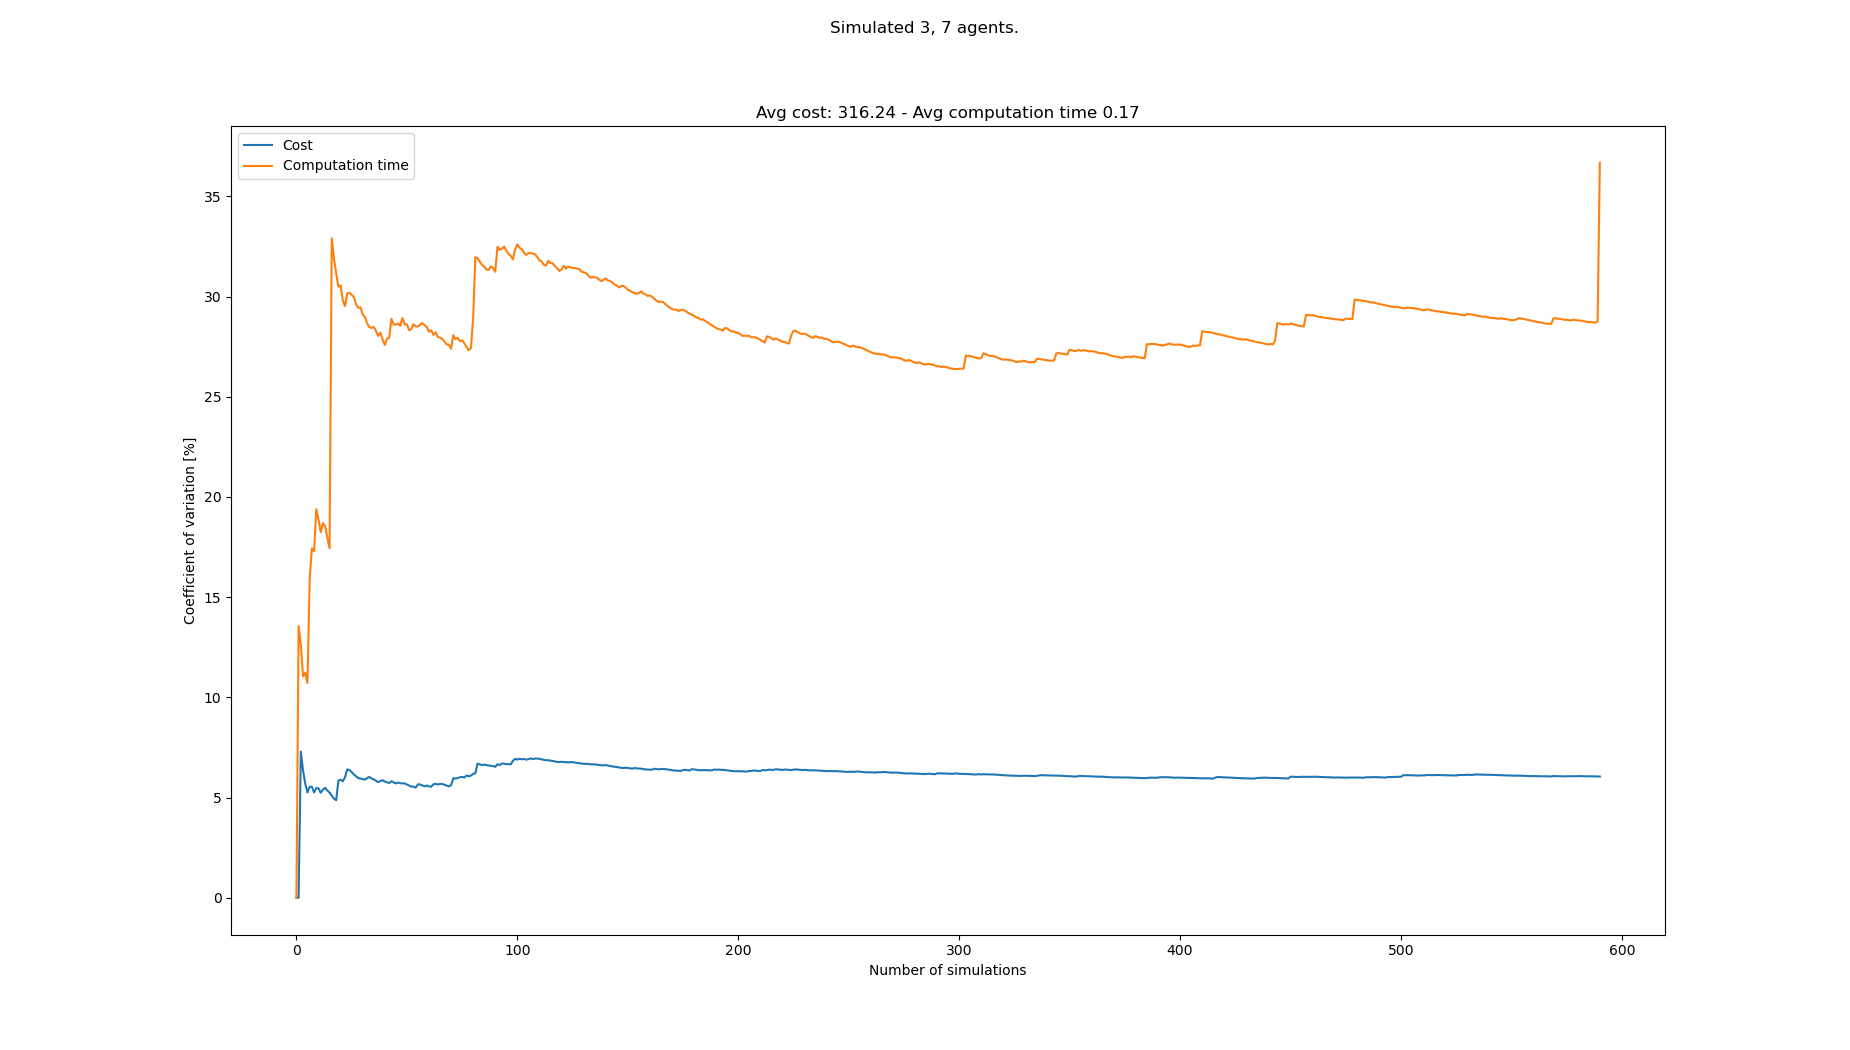 Simulated 3, 7 agents.
Avg cost: 316.24 - Avg computation time 0.17
Cost
Computation time
35
30
25
20
15
10
5
0
Coefficient of variation [%]
0 100 200 300 400 500 600
Number of simulations